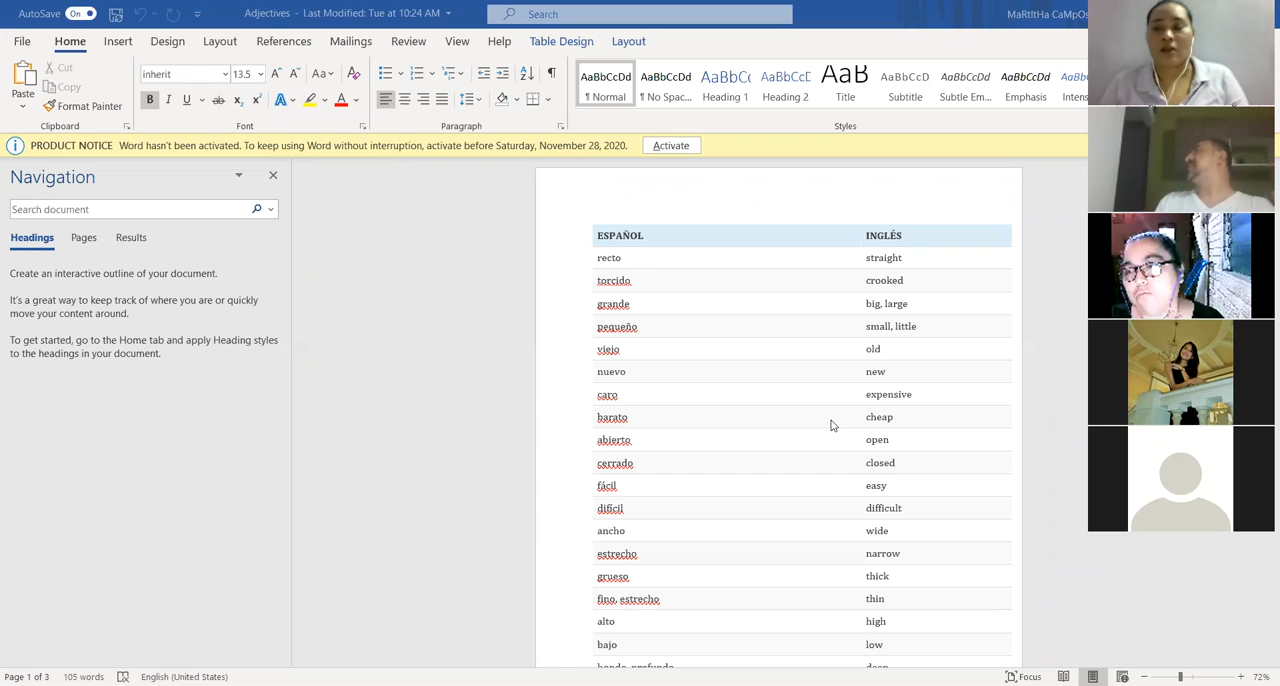 AutoSave On Adjectives - Last Modified: Tue at 10:24 AM Search MaRtItHa CaMpOs
File Home Insert Draw Design Layout References Mailings Review View Help Table Design Layout
Paste
Cut
Copy
Format Painter
Clipboard
inherit 13.5
Font
Paragraph
AaBbCcDd AaBbCcDd AaBbCc AaBbCcE AaB AaBbCcD AaBbCcDd AaBbCcDd
¶ Normal ¶ No Spac... Heading 1 Heading 2 Title Subtitle Subtle Em... Emphasis Intens
Styles
PRODUCT NOTICE Word hasn't been activated. To keep using Word without interruption, activate before Saturday, November 28, 2020. Activate
Navigation
Search document
Headings Pages Results
Create an interactive outline of your document.
It's a great way to keep track of where you are or quickly
move your content around.
To get started, go to the Home tab and apply Heading styles
to the headings in your document.
ESPAÑOL INGLÉS
recto straight
torcido crooked
grande big, large
pequeño small, little
viejo old
nuevo new
caro expensive
barato cheap
abierto open
cerrado closed
fácil easy
difícil difficult
ancho wide
estrecho narrow
grueso thick
fino, estrecho thin
alto high
bajo low
hondo, profundo deep
Page 1 of 3 105 words English (United States) Focus 72%